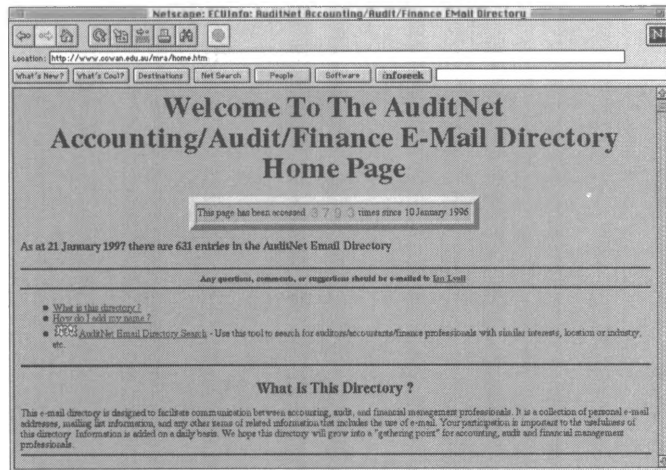 Netscape: ECUInfo: AuditNet Accounting/Audit/Finance EMail Directory
N
Location: http://www.cowan.edu.au/mra/home.htm
What's New? What's Cool? Destinations Net Search People Software infoseek
Welcome To The AuditNet
Accounting/Audit/Finance E-Mail Directory
Home Page
This page has been accessed 3793 times since 10 January 1996
As at 21 January 1997 there are 631 entries in the AuditNet Email Directory
Any questions, comments, or suggestions should be e-mailed to Ian Lyall
What is this directory ?
How do I add my name ?
AuditNet Email Directory Search - Use this tool to search for auditors/accountants/finance professionals with similar interests, location or industry,
etc.
What Is This Directory ?
This e-mail directory is designed to facilitate communication between accounting, audit, and financial management professionals. It is a collection of personal e-mail
addresses, mailing list information, and any other items of related information that includes the use of e-mail. Your participation is important to the usefulness of
this directory. Information is added on a daily basis. We hope this directory will grow into a "gathering point" for accounting, audit and financial management
professionals.